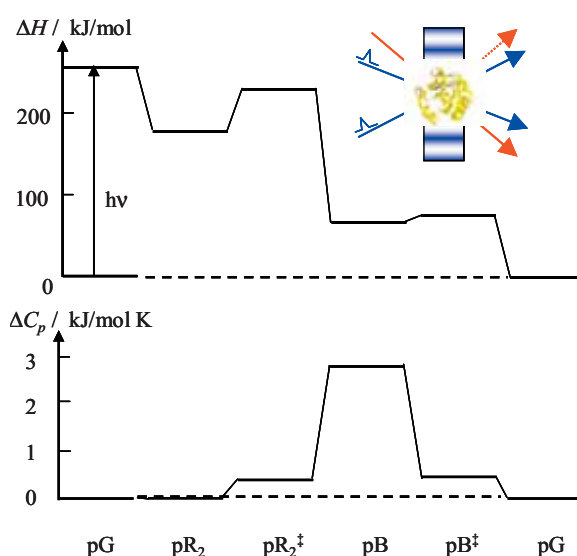 ΔH / kJ/mol
200
hν
100
0
ΔCₚ / kJ/mol K
3
2
1
0
pG pR₂ pR₂‡ pB pB‡ pG